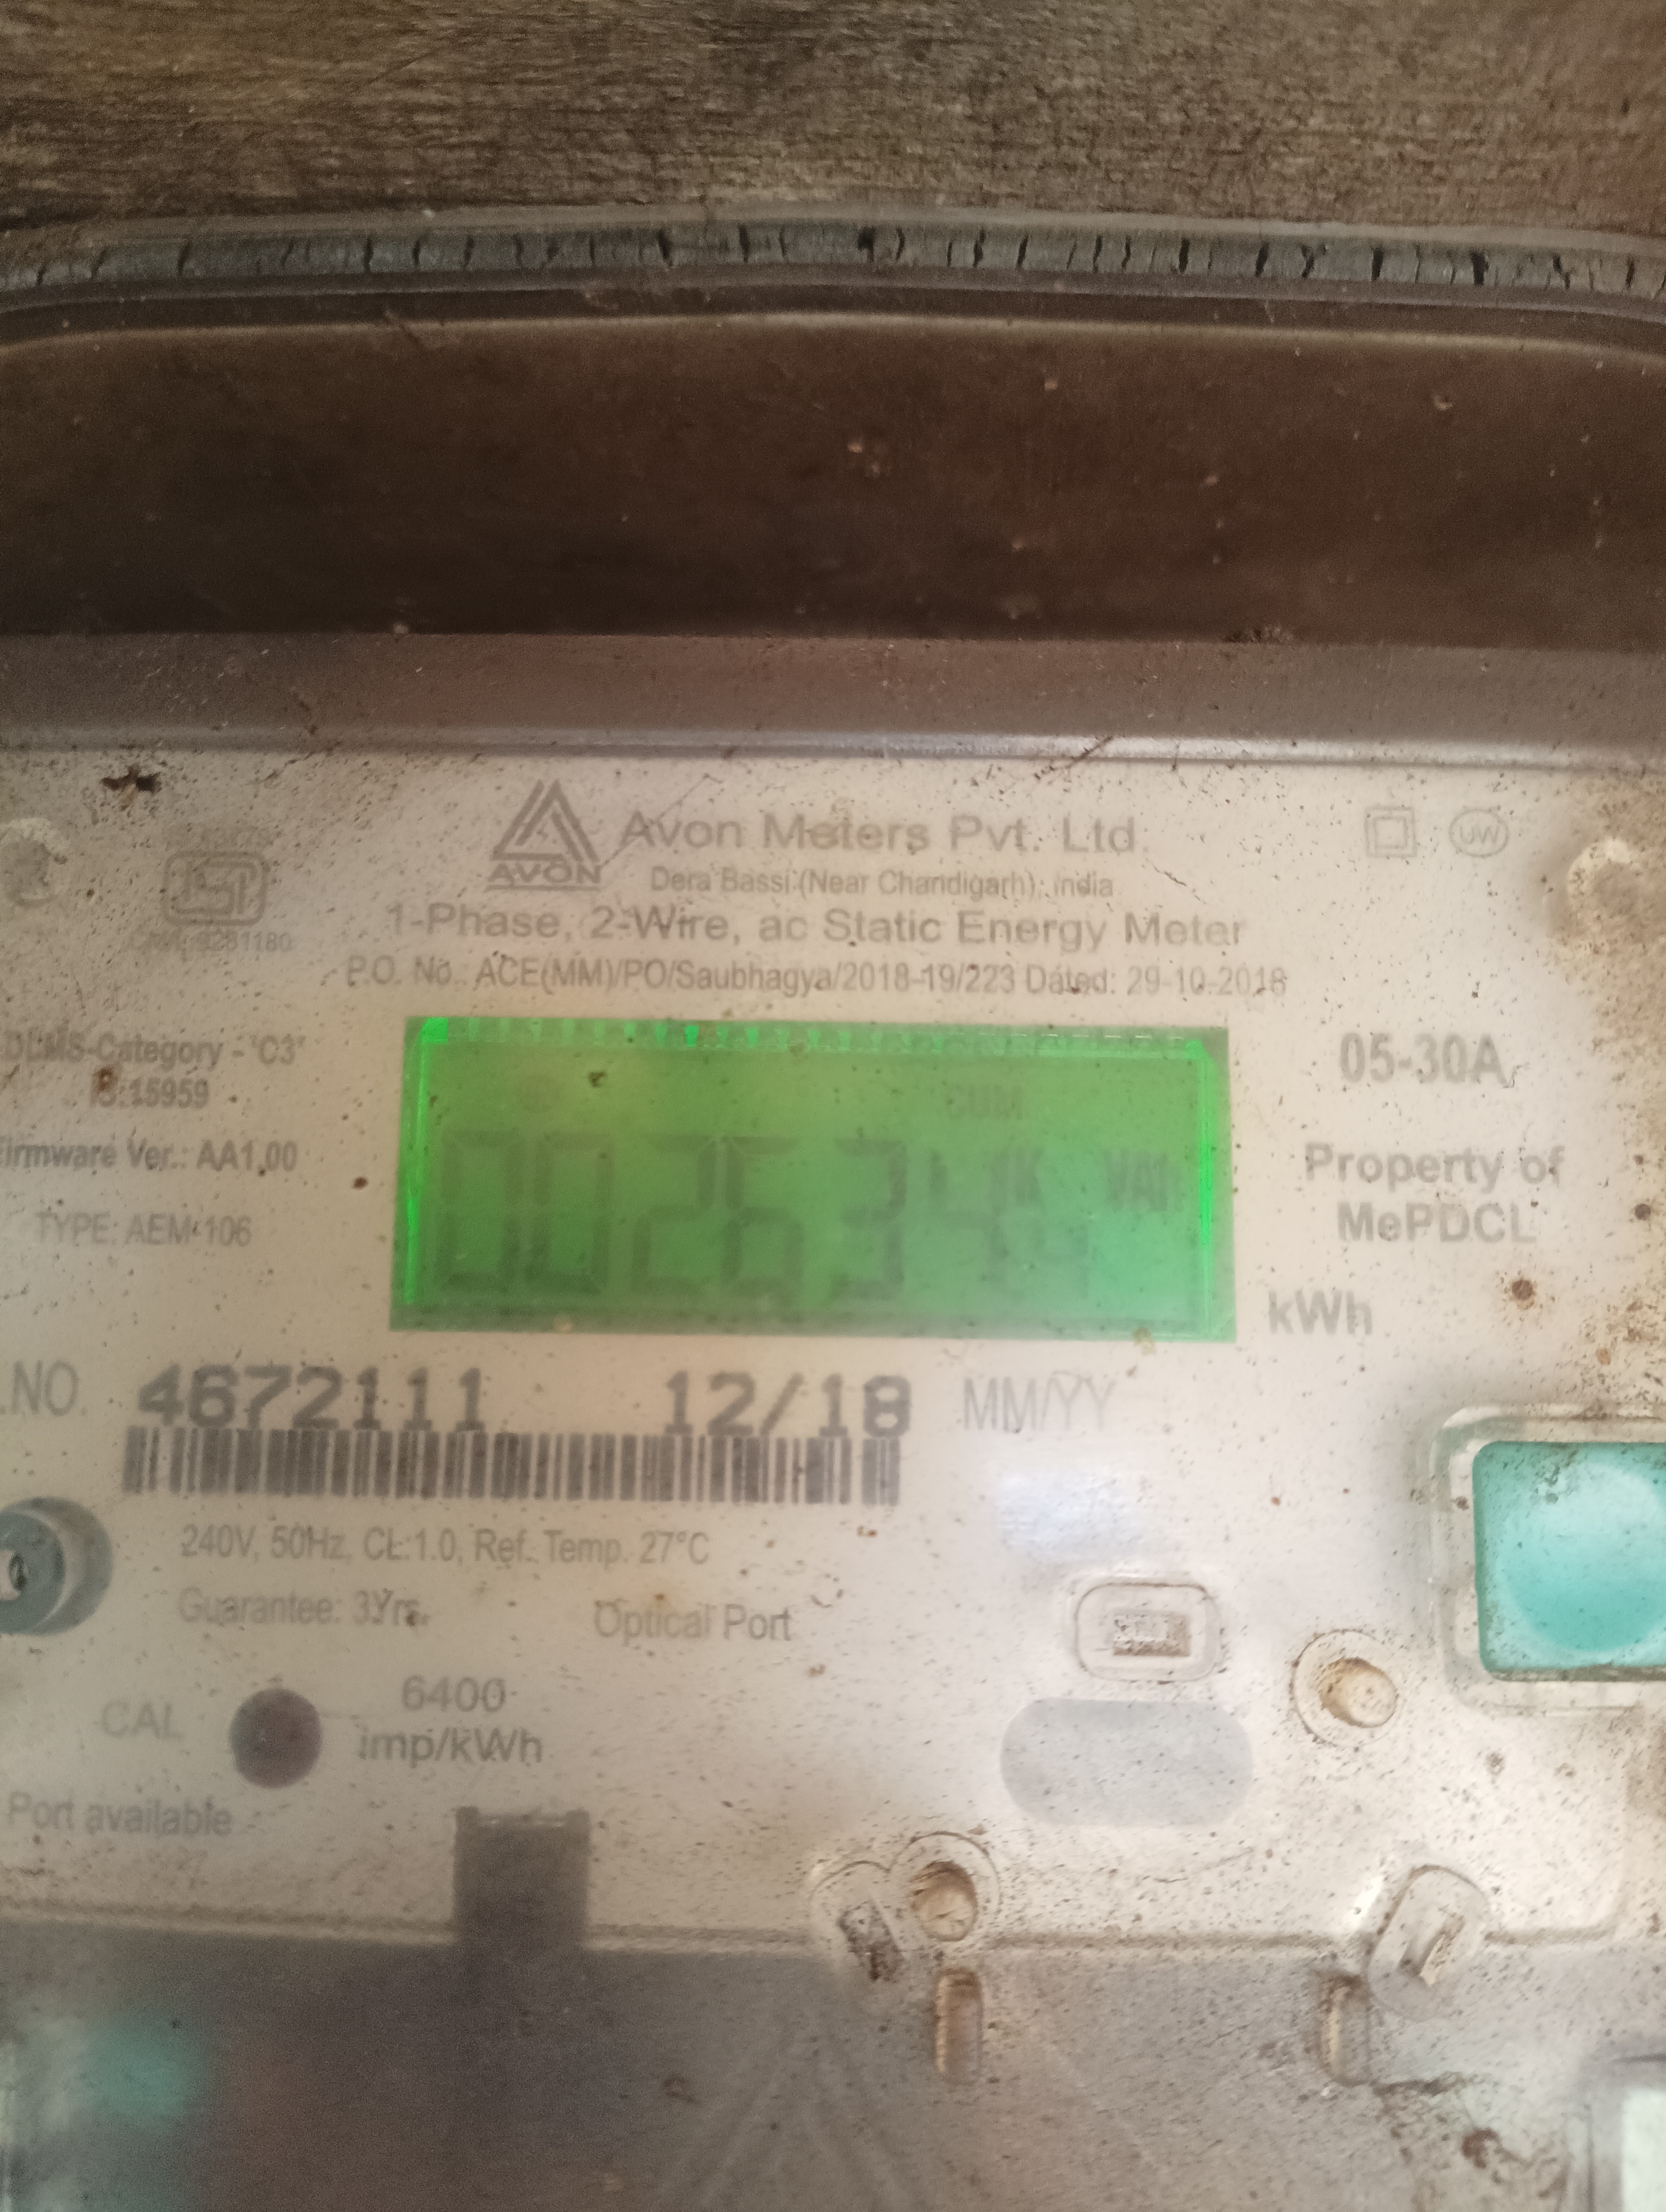 Avon Meters Pvt. Ltd.
AVON
Dera Bassi (Near Chandigarh), India
1-Phase, 2-Wire, ac Static Energy Meter
P.O. No.: ACE(MM)/PO/Saubhagya/2018-19/223 Dated: 29-10-2018
ISI
UW
DLMS-Category - 'C3'
IS:15959
Firmware Ver.: AA1.00
TYPE: AEM-106
CUM
05-30A
Property of
MePDCL
kWh
.NO. 4672111 12/18 MM/YY
240V, 50Hz, CL:1.0, Ref. Temp. 27°C
Guarantee: 3Yrs.
Optical Port
CAL
6400
imp/kWh
Port available